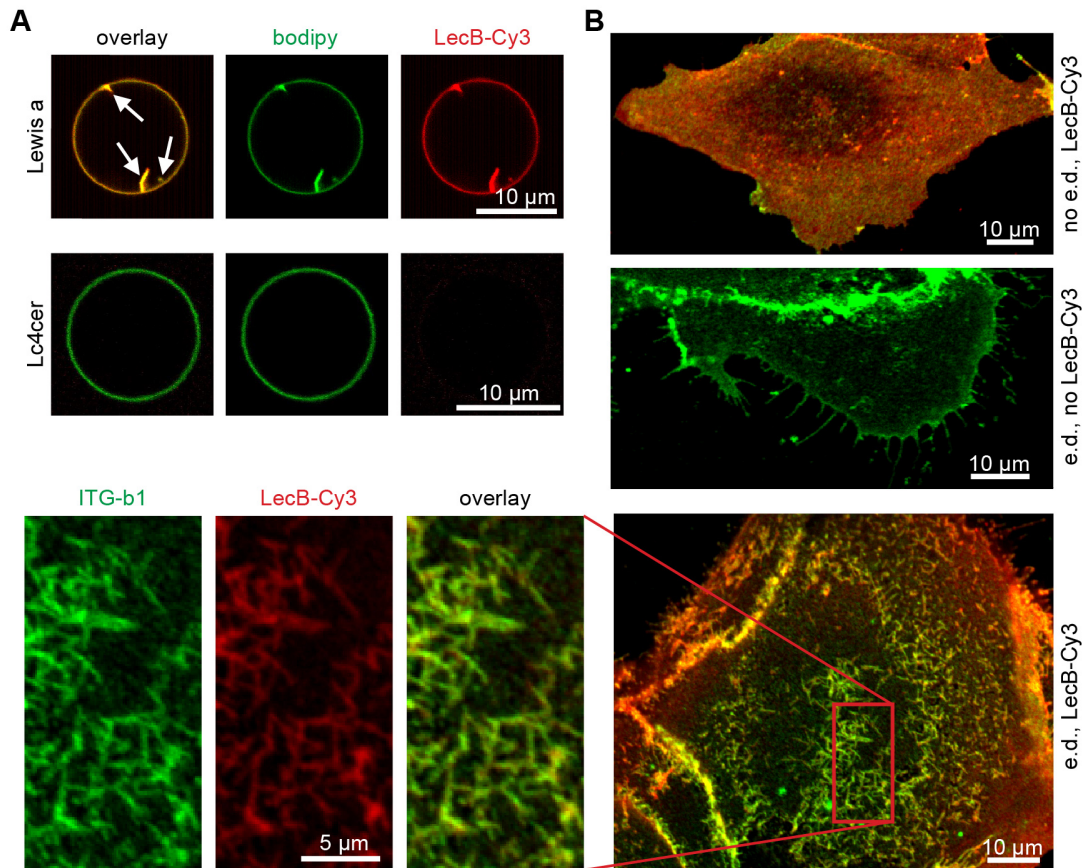 A
overlay
bodipy
LecB-Cy3
Lewis a
10 µm
Lc4cer
10 µm
B
no e.d., LecB-Cy3
10 µm
e.d., no LecB-Cy3
10 µm
ITG-b1
LecB-Cy3
overlay
5 µm
e.d., LecB-Cy3
10 µm